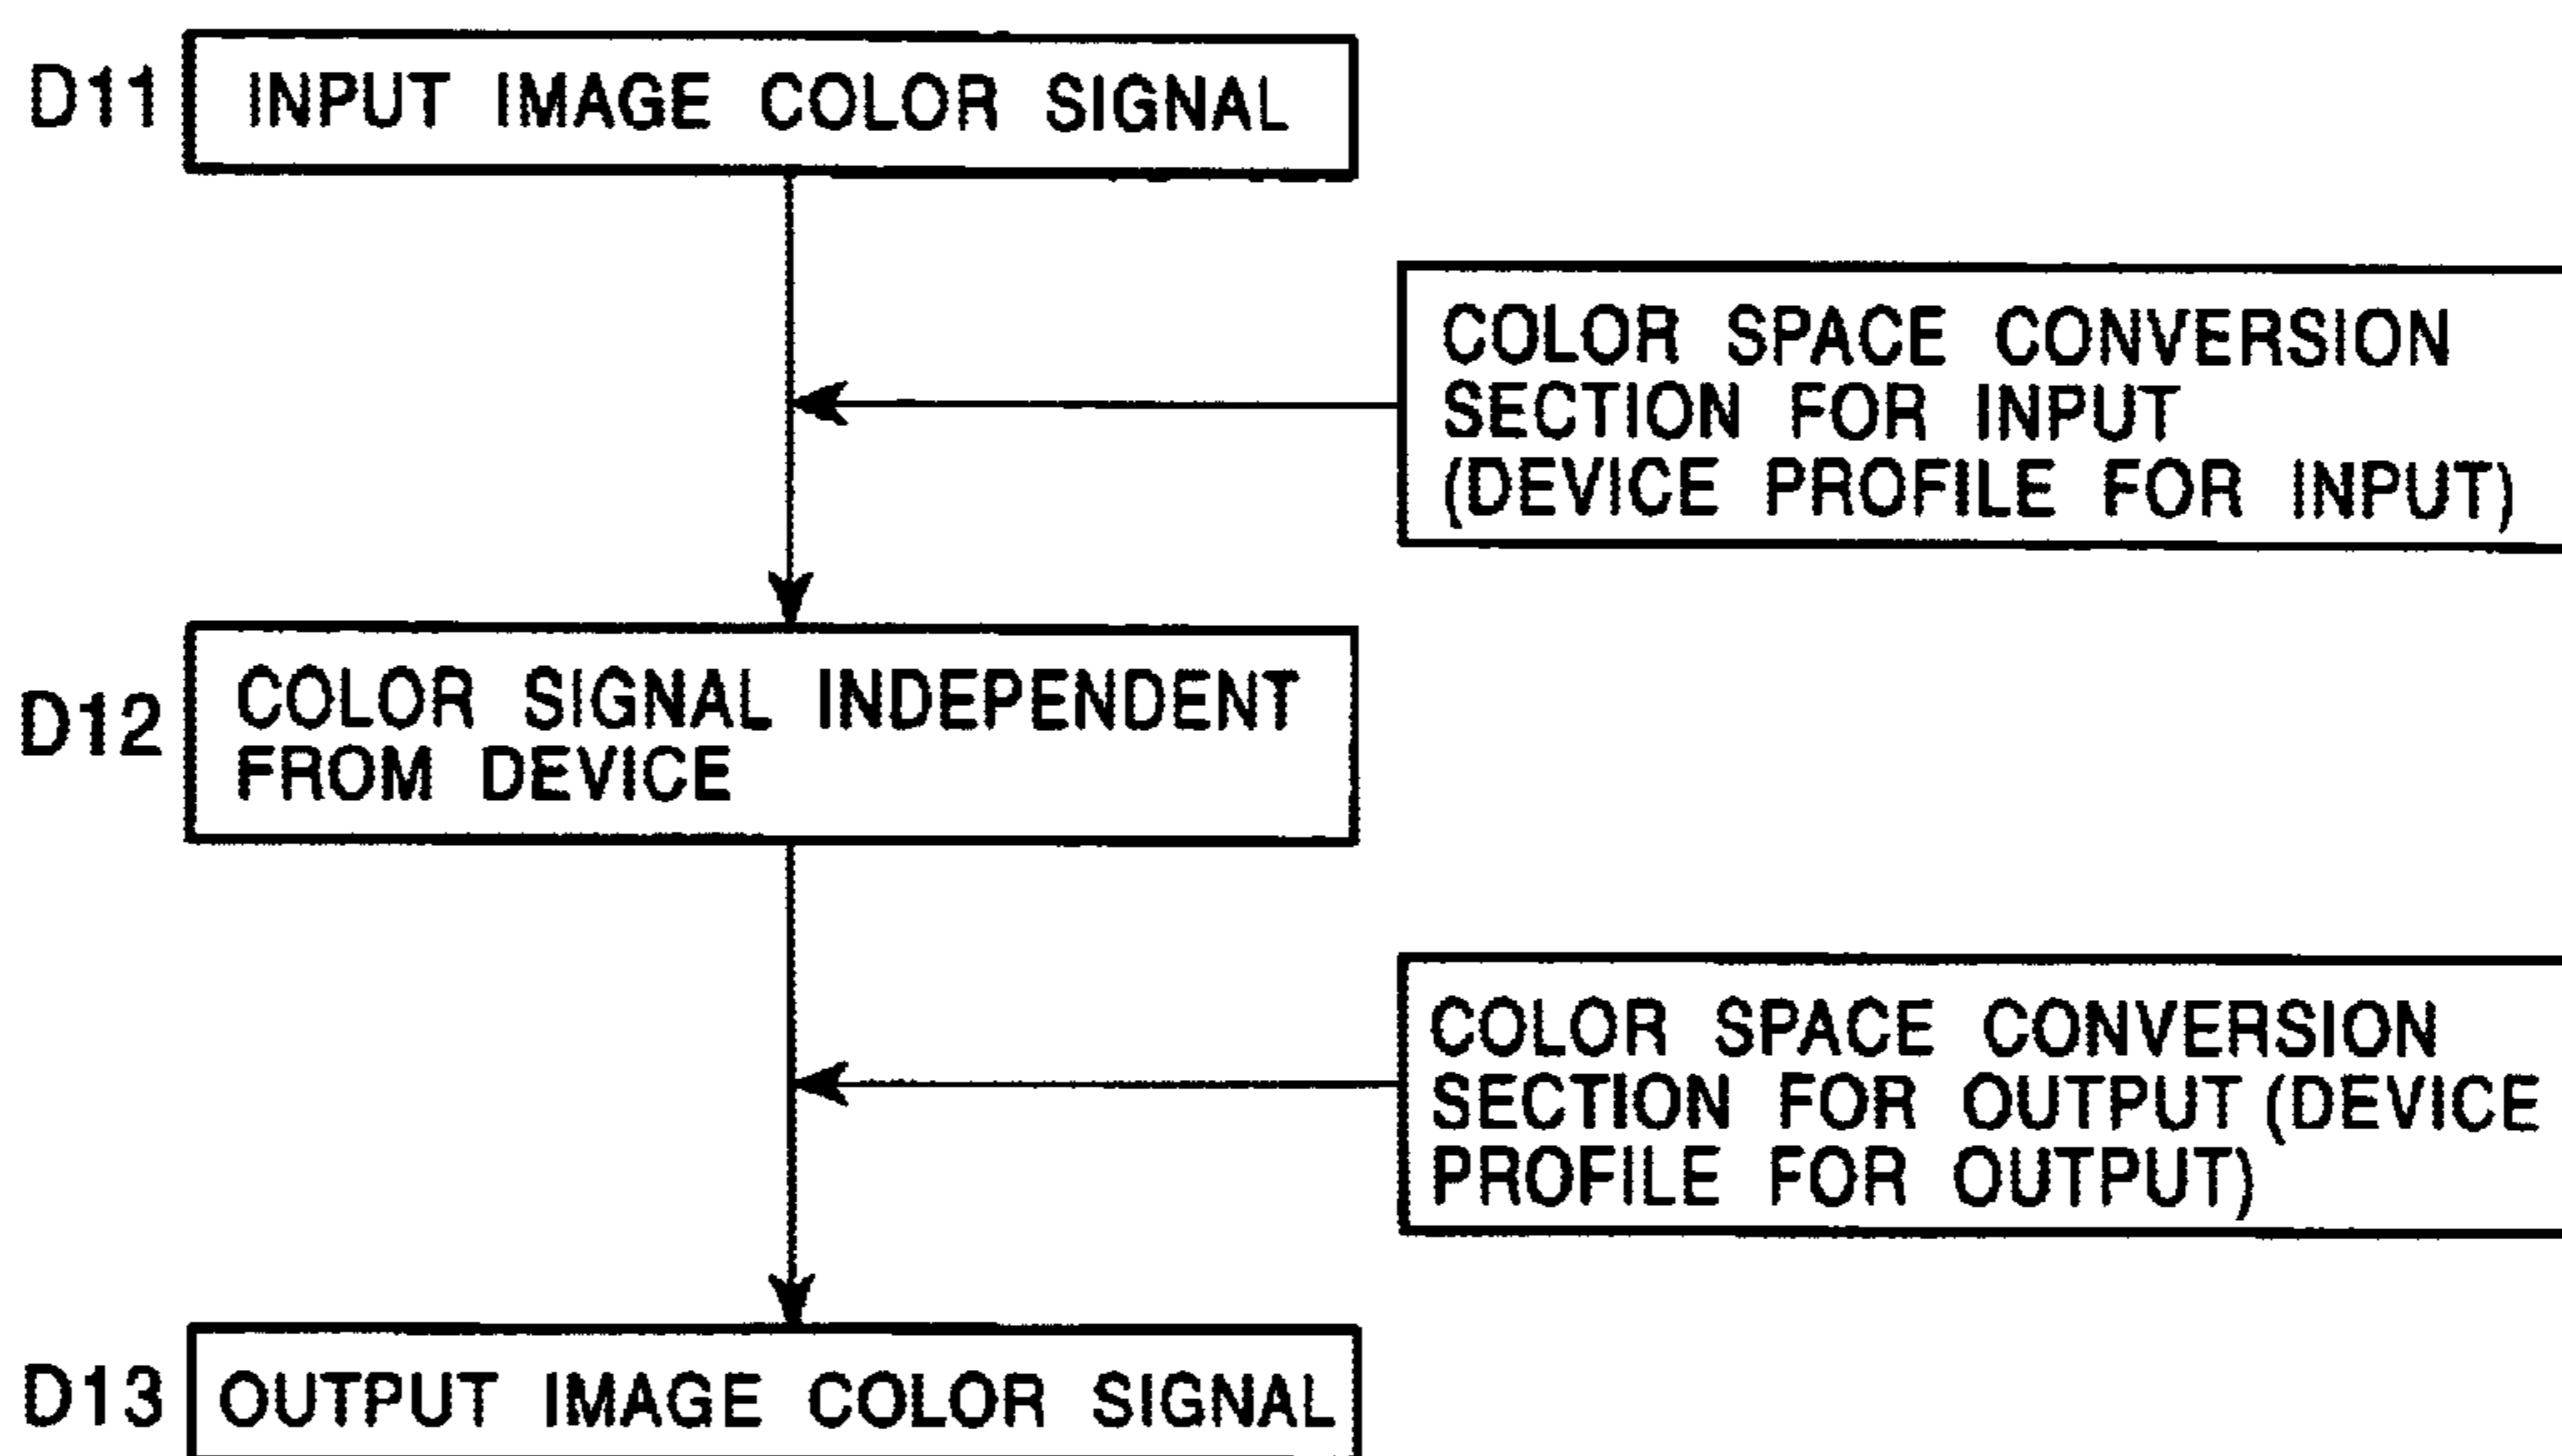 D11 INPUT IMAGE COLOR SIGNAL
COLOR SPACE CONVERSION
SECTION FOR INPUT
(DEVICE PROFILE FOR INPUT)
D12
COLOR SIGNAL INDEPENDENT
FROM DEVICE
COLOR SPACE CONVERSION
SECTION FOR OUTPUT (DEVICE
PROFILE FOR OUTPUT)
D13 OUTPUT IMAGE COLOR SIGNAL